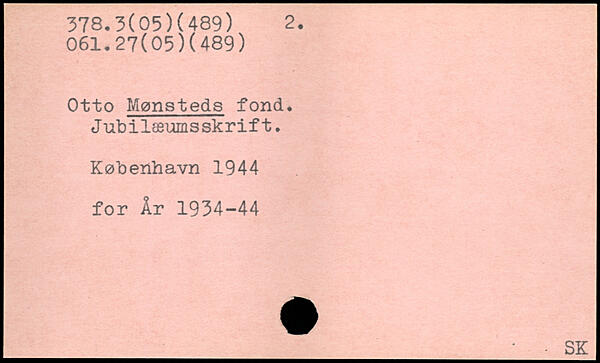 378.3(05)(489) 2.
061.27(05)(489)
Otto Mønsteds fond.
Jubilæumsskrift.
København 1944
for År 1934-44
SK